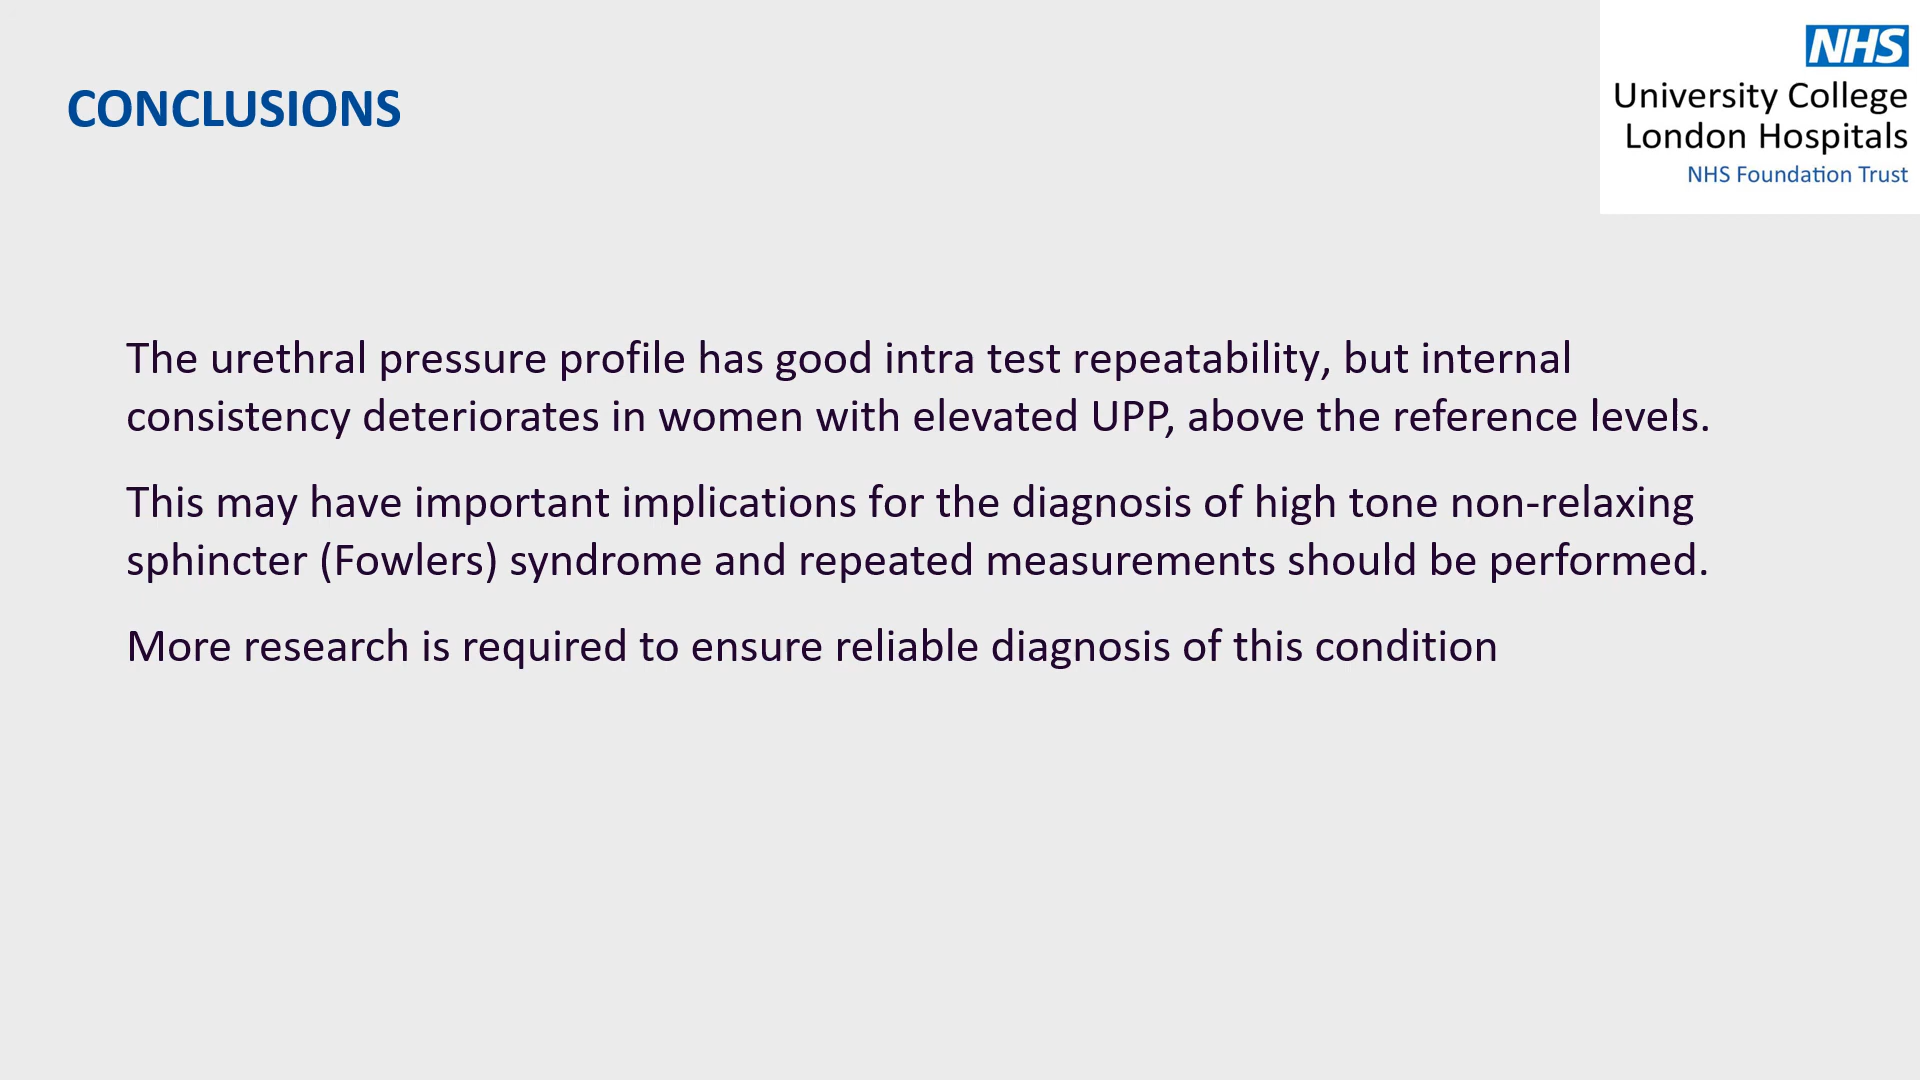 CONCLUSIONS
NHS
University College
London Hospitals
NHS Foundation Trust
The urethral pressure profile has good intra test repeatability, but internal
consistency deteriorates in women with elevated UPP, above the reference levels.
This may have important implications for the diagnosis of high tone non-relaxing
sphincter (Fowlers) syndrome and repeated measurements should be performed.
More research is required to ensure reliable diagnosis of this condition